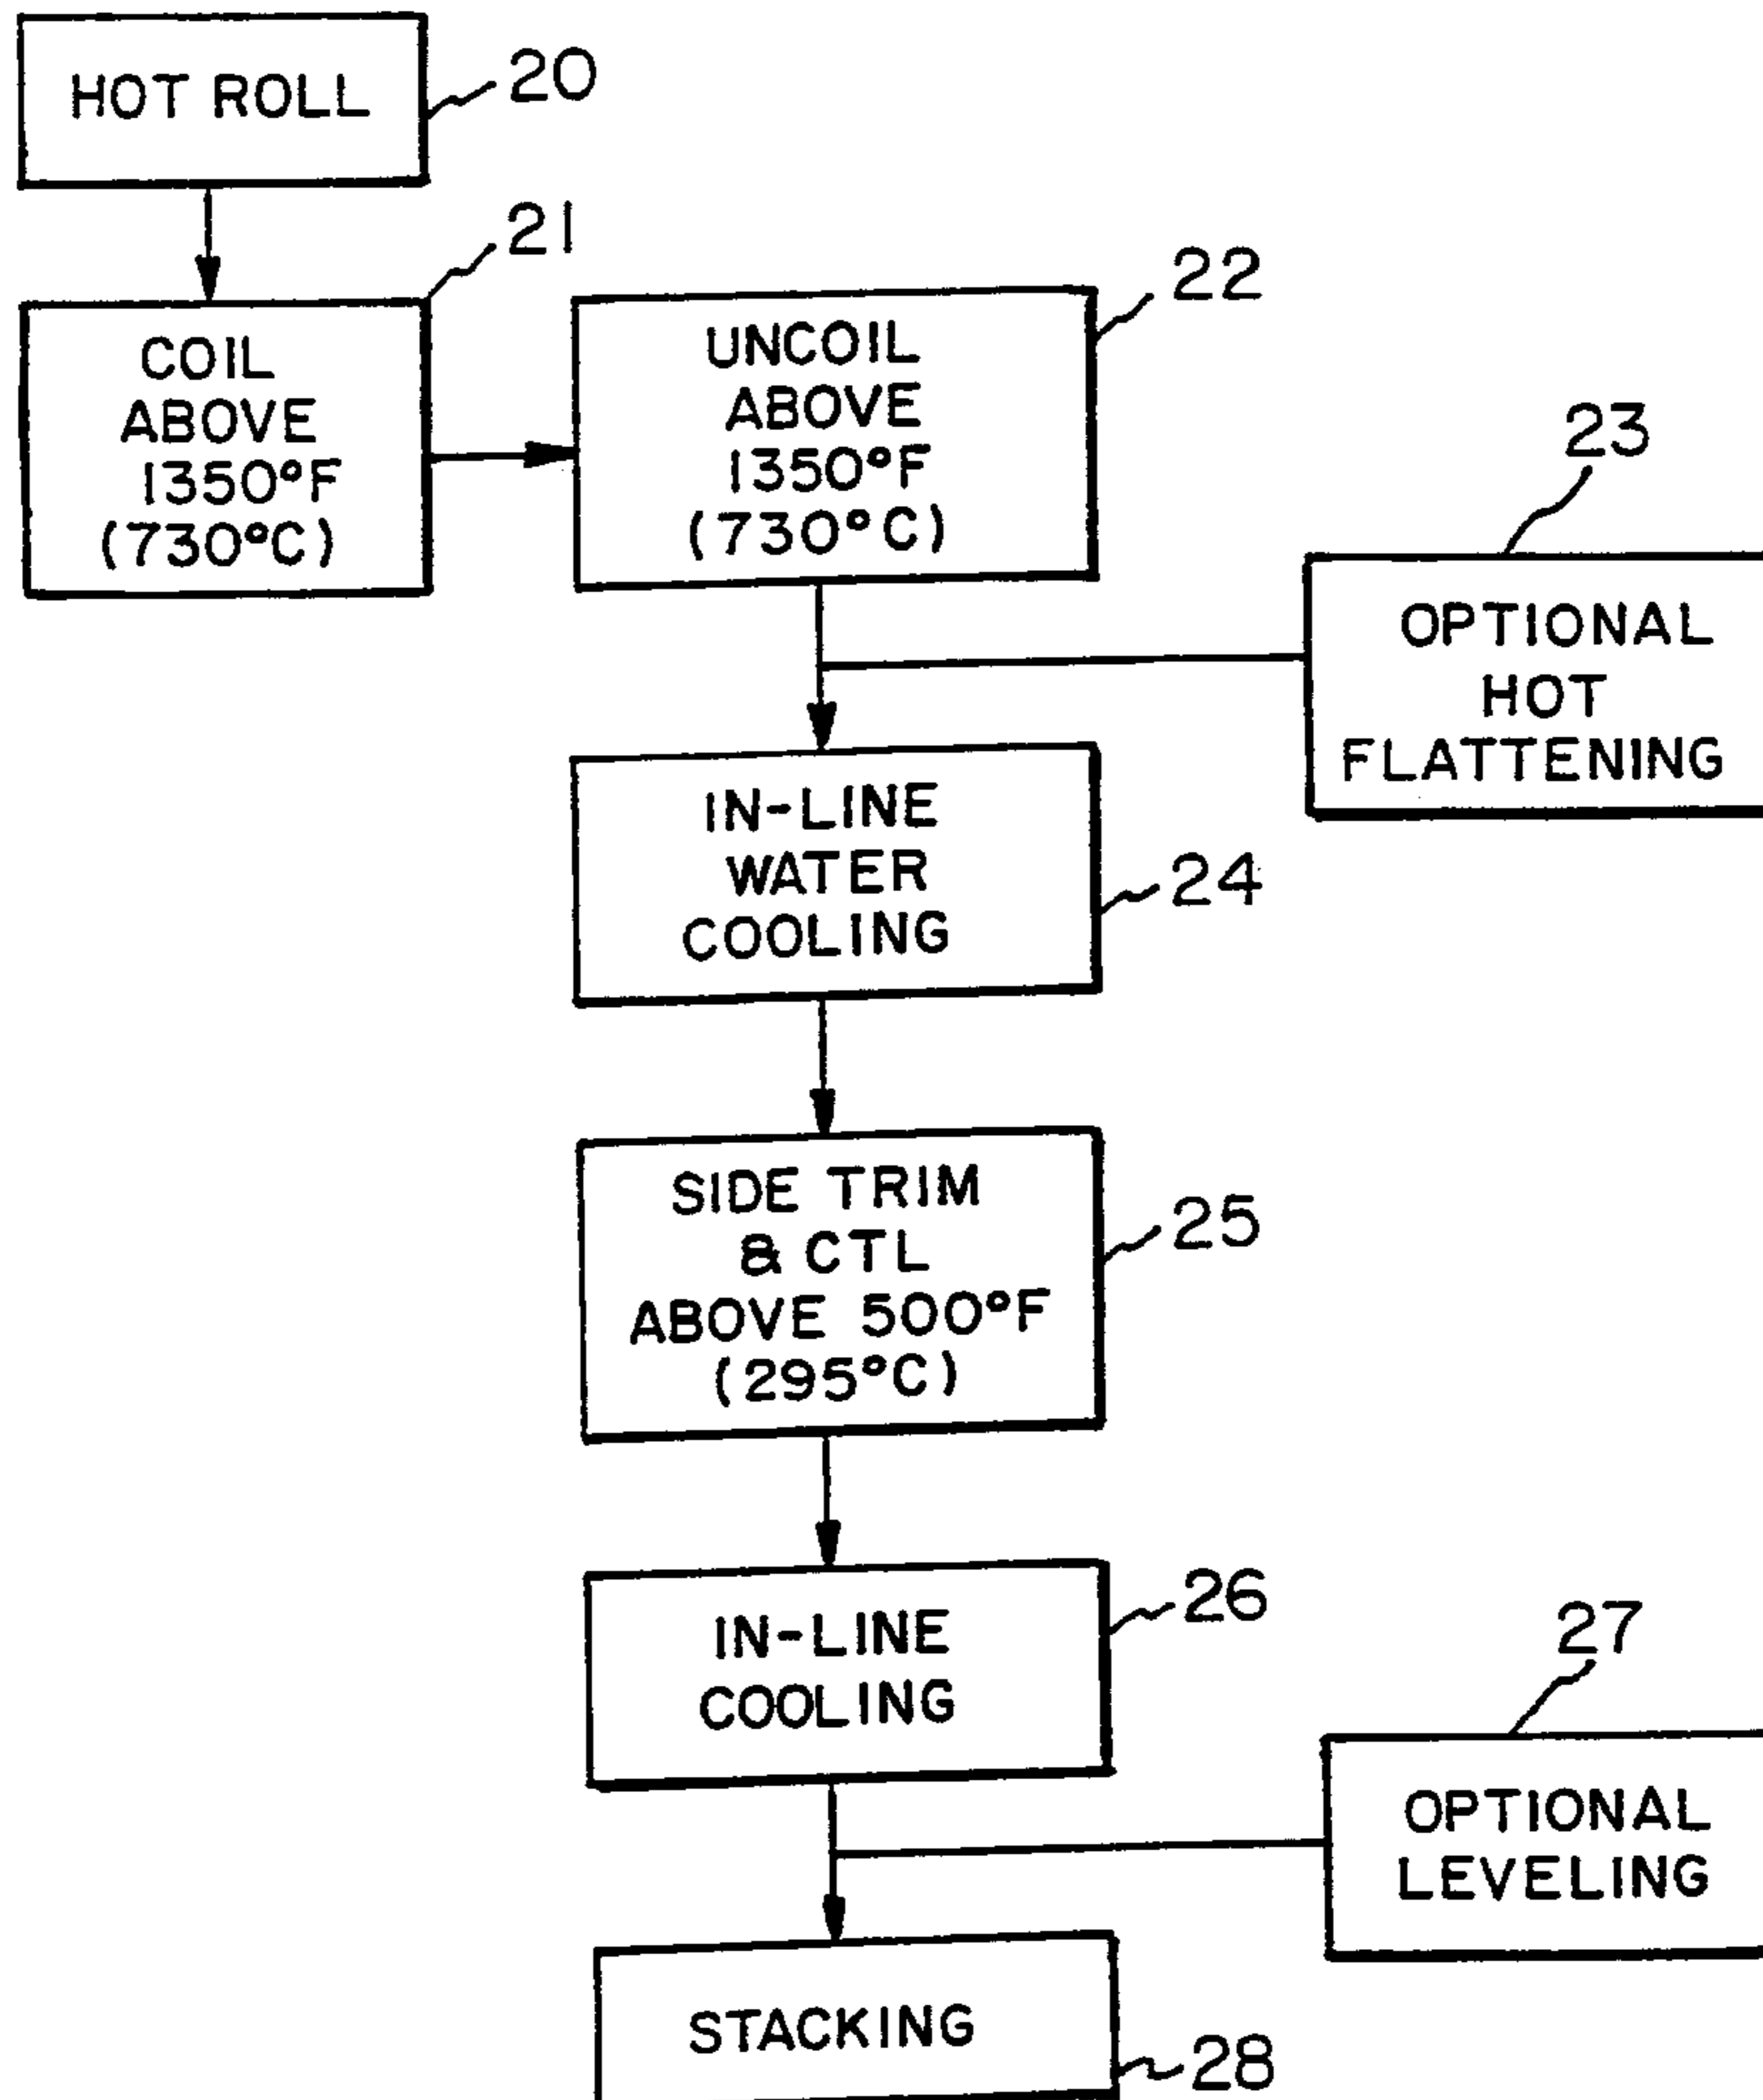 HOT ROLL
20
21
COIL
ABOVE
1350°F
(730°C)
22
UNCOIL
ABOVE
1350°F
(730°C)
23
OPTIONAL
HOT
FLATTENING
IN-LINE
WATER
COOLING
24
SIDE TRIM
& CTL
ABOVE 500°F
(295°C)
25
IN-LINE
COOLING
26
27
OPTIONAL
LEVELING
STACKING
28